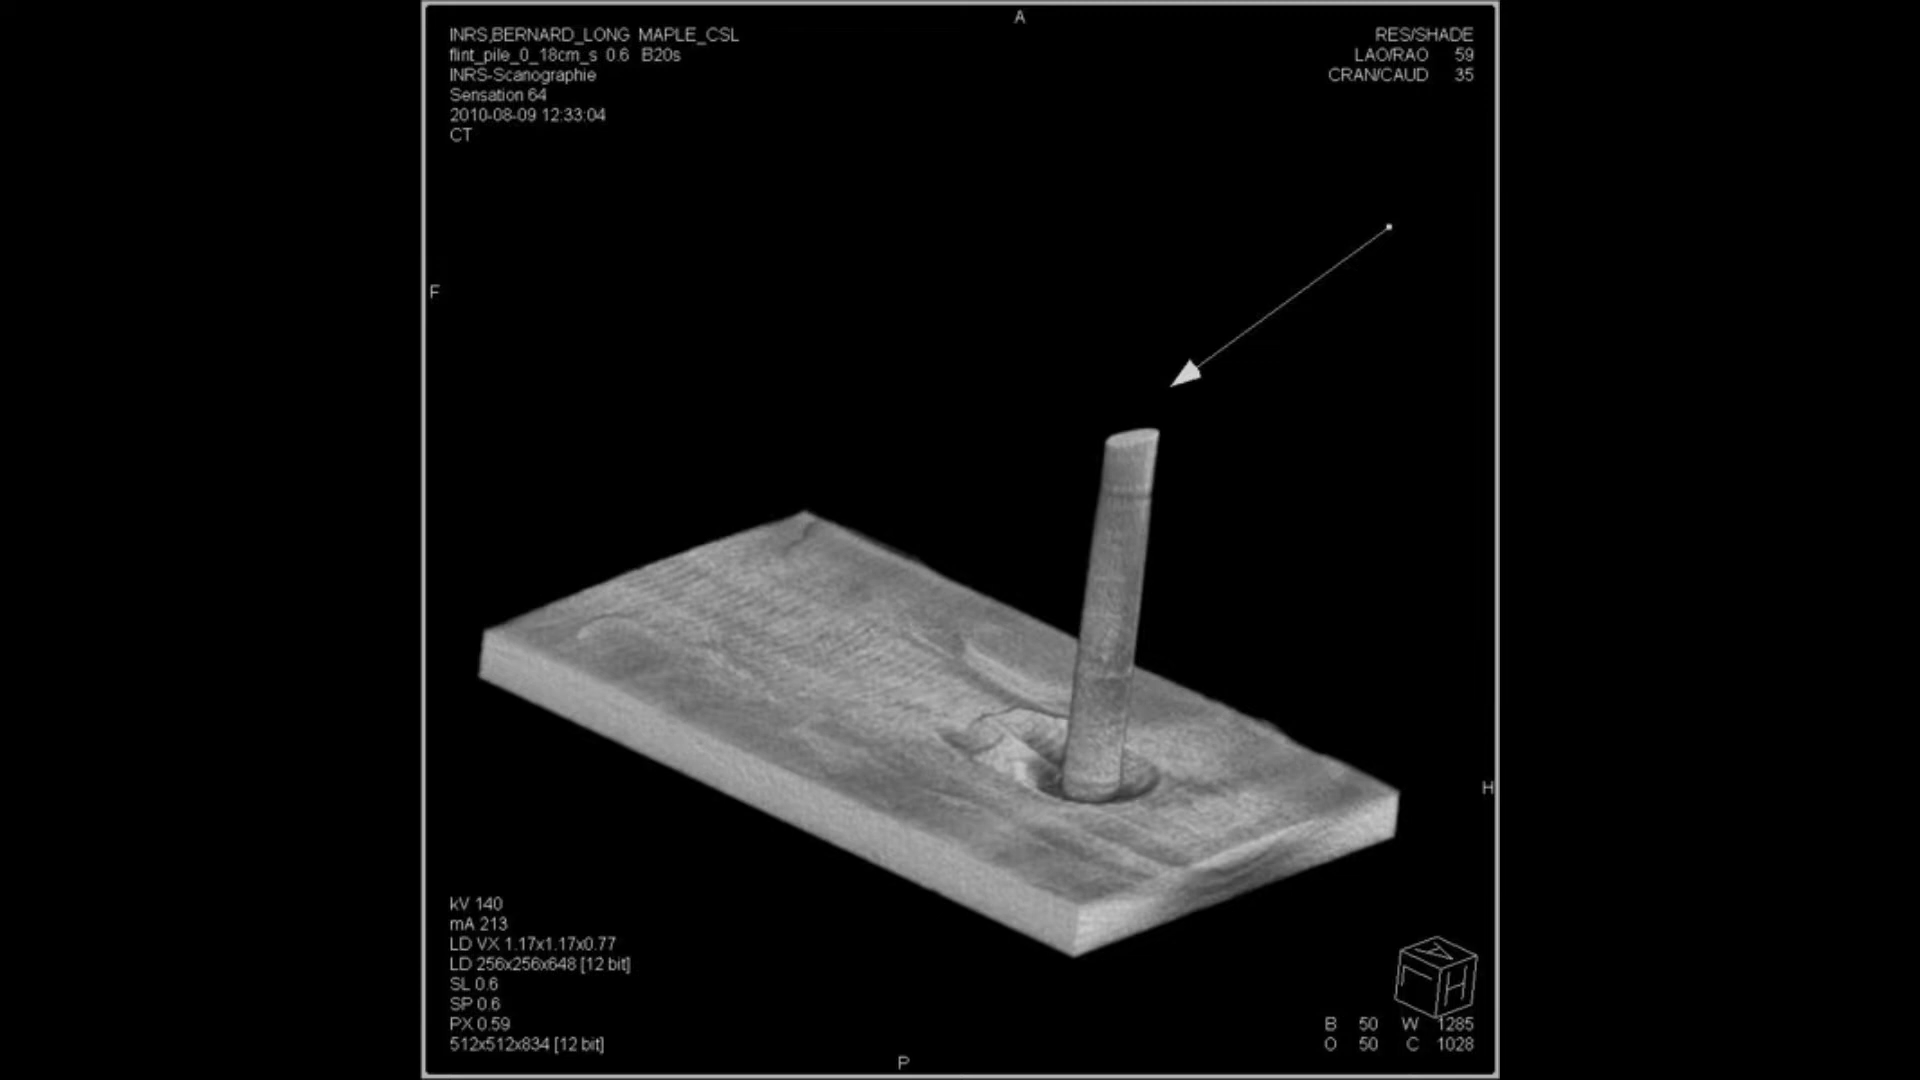 A
INRS,BERNARD_LONG MAPLE_CSL
flint_pile_0_18cm_s 0.6 B20s
INRS-Scanographie
Sensation 64
2010-08-09 12:33:04
CT
RES/SHADE
LAO/RAO 59
CRAN/CAUD 35
F
H
kV 140
mA 213
LD VX 1.17x1.17x0.77
LD 256x256x648 [12 bit]
SL 0.6
SP 0.6
PX 0.59
512x512x834 [12 bit]
A
L H
B 50 W 1285
O 50 C 1028
P